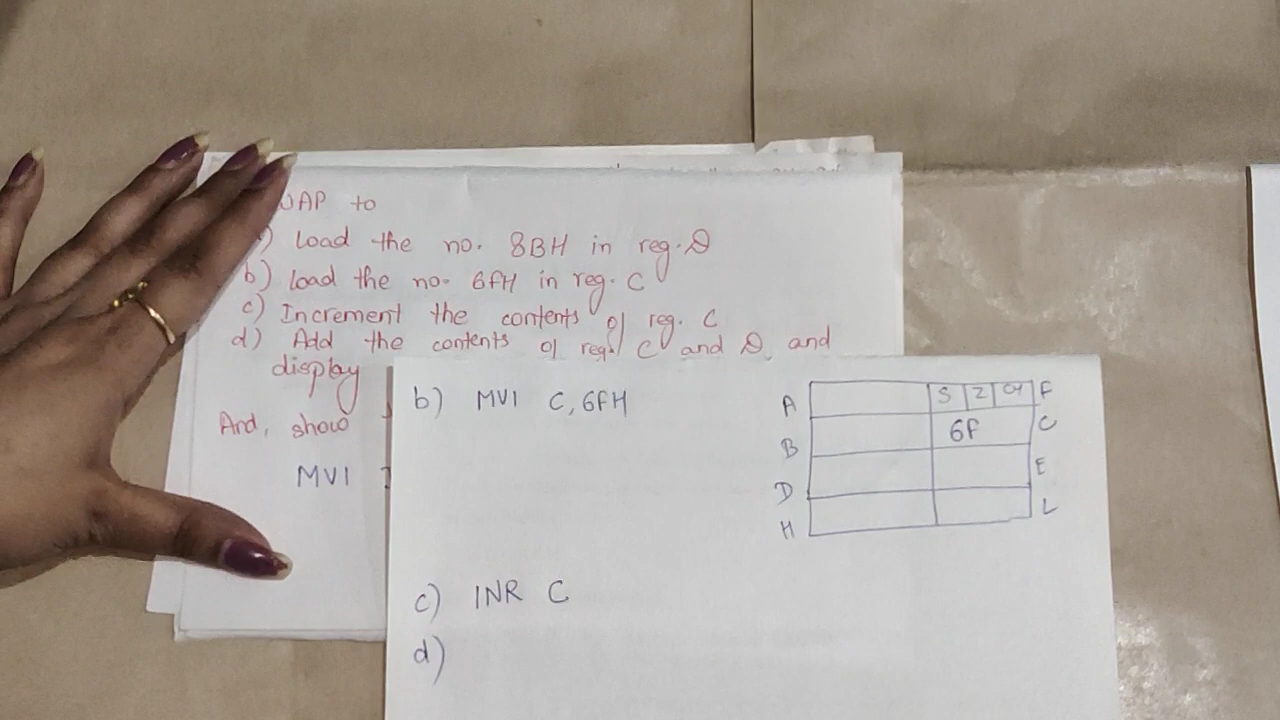 WAP to
) Load the no. 8BH in reg. D
b) Load the no. 6FH in reg. C
c) Increment the contents of reg. C
d) Add the contents of regs C and D, and
display
And, show
MVI
b) MVI C, 6FH
A S Z CY F
B 6F C
D E
H L
c) INR C
d)